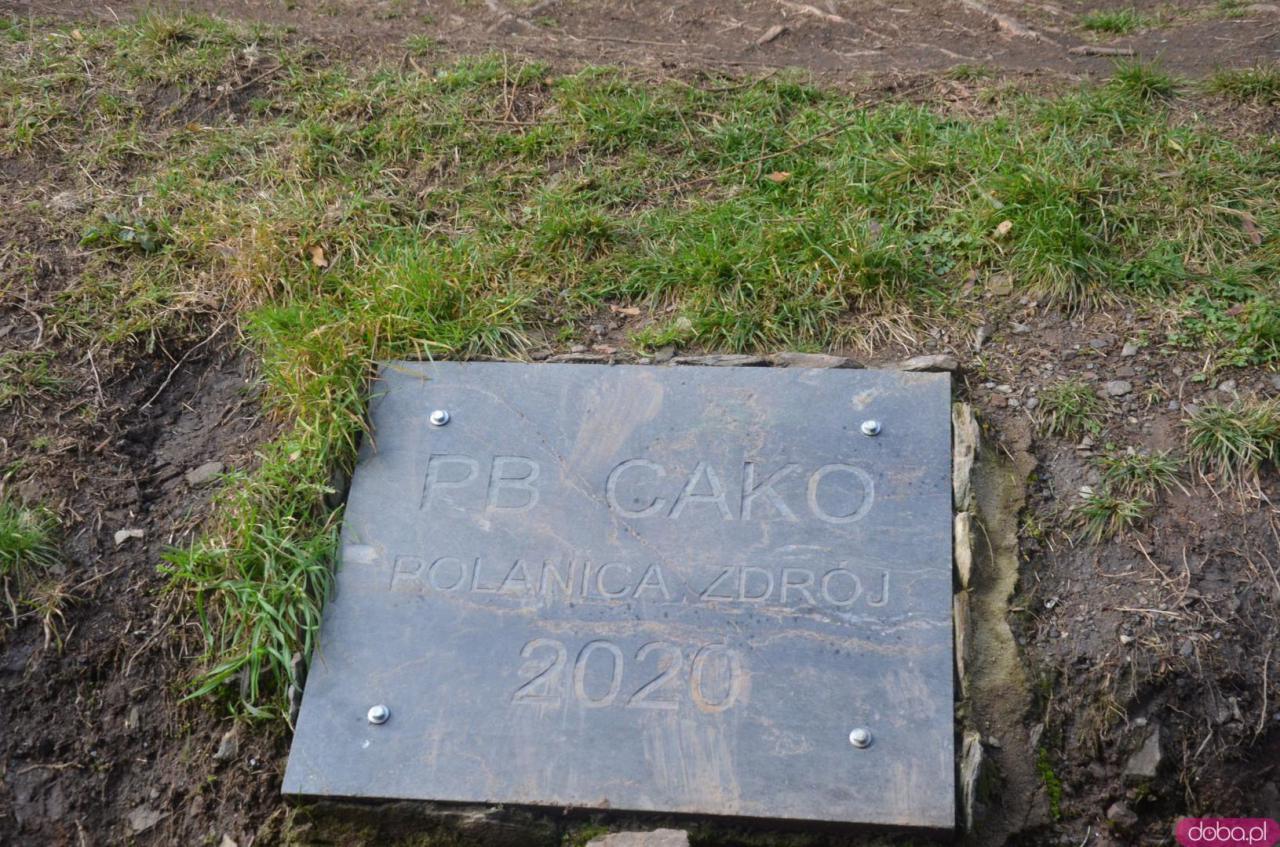 PB CAKO
POLANICA ZDRÓJ
2020
doba.pl